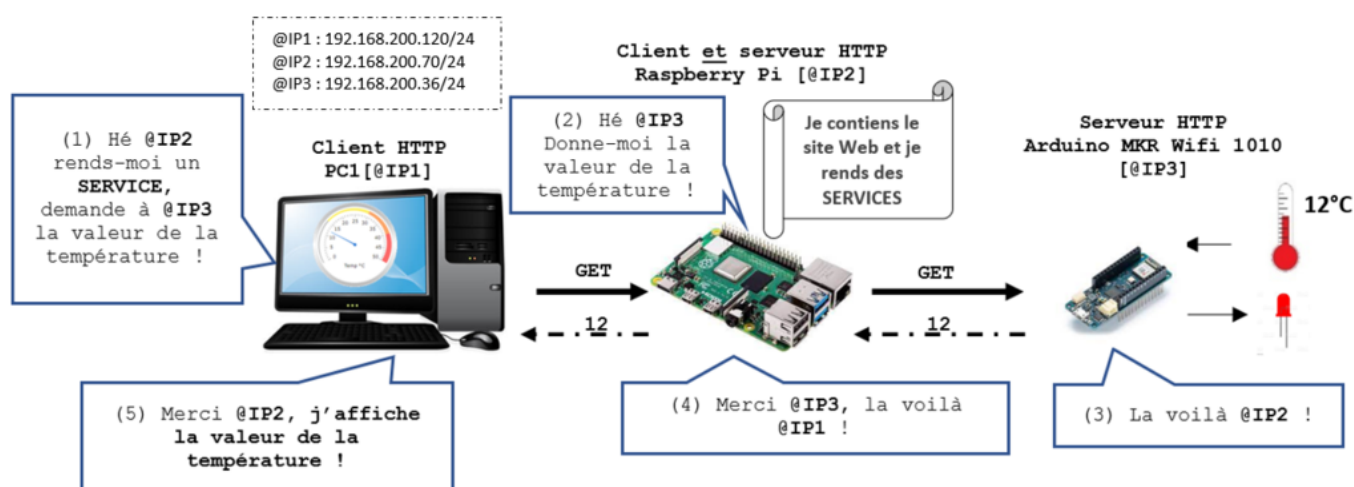 @IP1 : 192.168.200.120/24
@IP2 : 192.168.200.70/24
@IP3 : 192.168.200.36/24
Client et serveur HTTP
Raspberry Pi [@IP2]
(1) Hé @IP2
rends-moi un
SERVICE,
demande à @IP3
la valeur de la
température !
Client HTTP
PC1[@IP1]
(2) Hé @IP3
Donne-moi la
valeur de la
température !
Je contiens le
site Web et je
rends des
SERVICES
Serveur HTTP
Arduino MKR Wifi 1010
[@IP3]
12°C
Temp °C
GET
12
GET
12
(5) Merci @IP2, j'affiche
la valeur de la
température !
(4) Merci @IP3, la voilà
@IP1 !
(3) La voilà @IP2 !